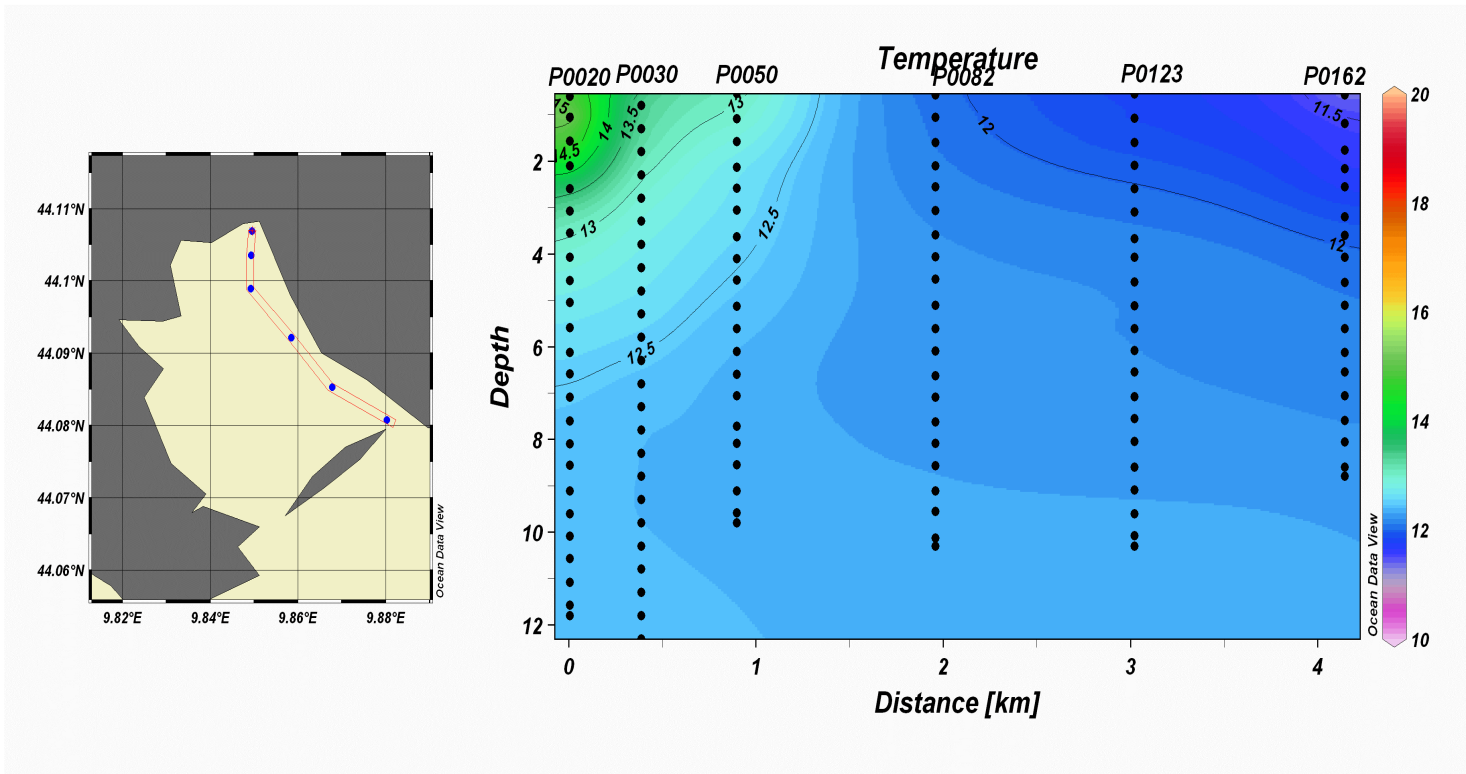 Temperature
P0020 P0030 P0050 P0082 P0123 P0162
15
14.5
14
13.5
13
13
12.5
12.5
12
12
11.5
2
4
6
8
10
12
Depth
0 1 2 3 4
Distance [km]
20
18
16
14
12
10
Ocean Data View
44.11°N
44.1°N
44.09°N
44.08°N
44.07°N
44.06°N
9.82°E 9.84°E 9.86°E 9.88°E
Ocean Data View